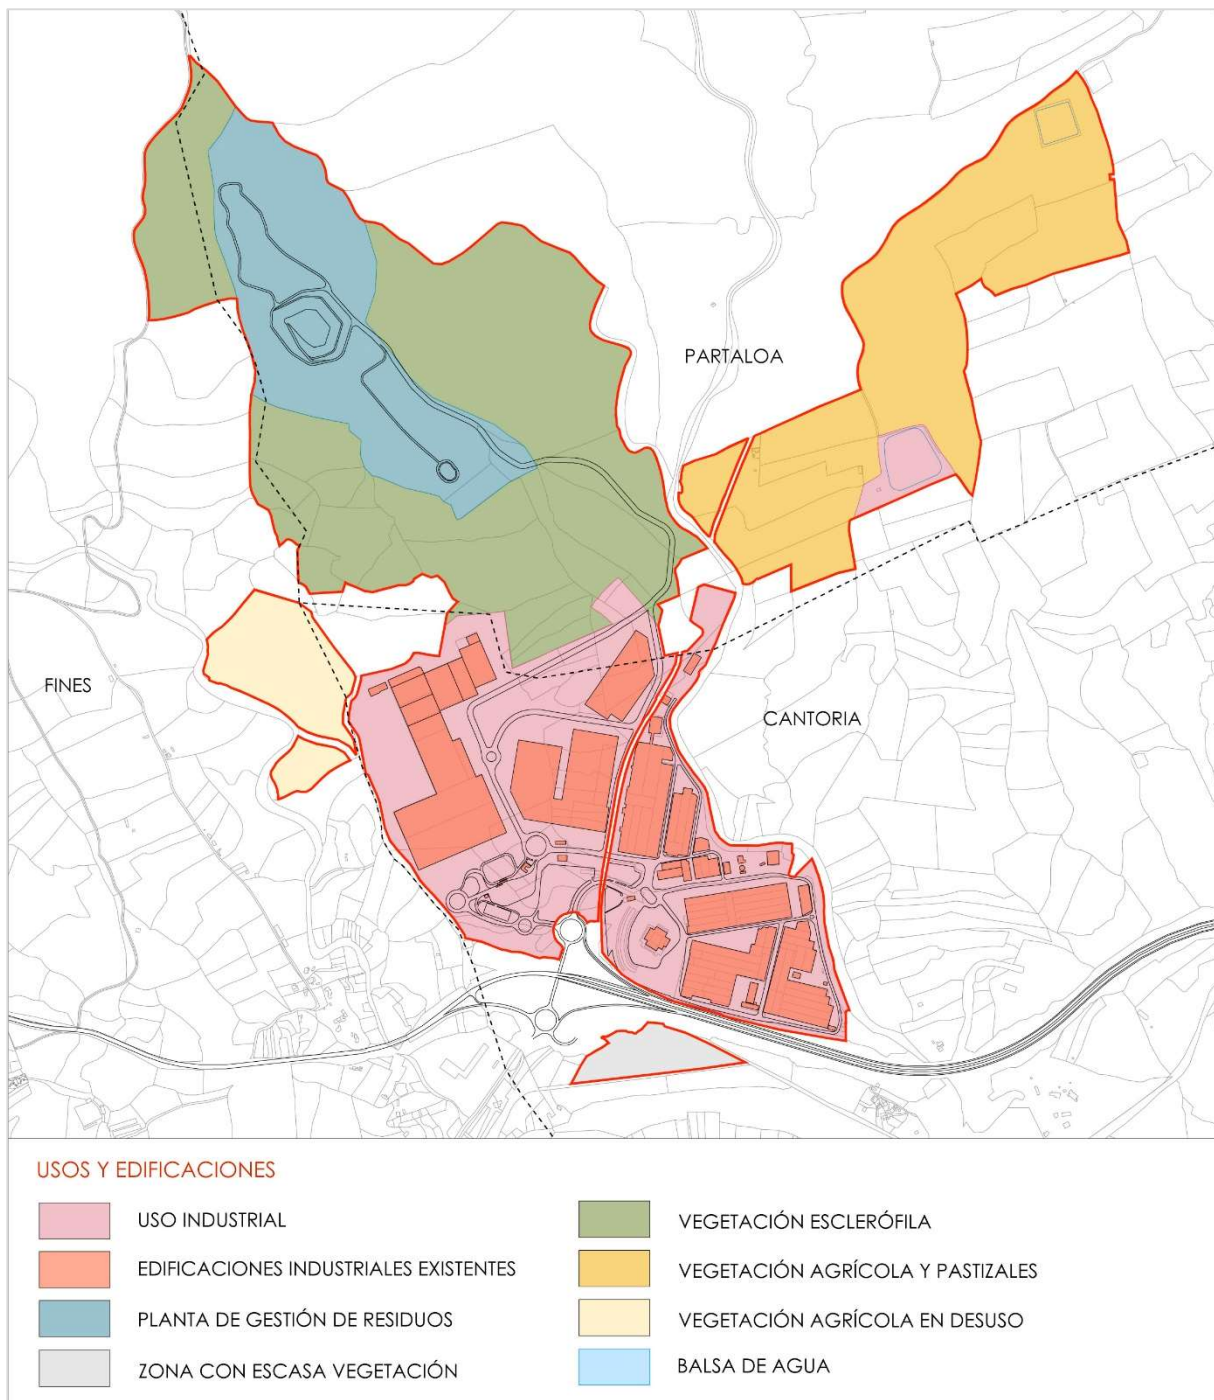 PARTALOA
FINES
CANTORIA
USOS Y EDIFICACIONES
USO INDUSTRIAL
EDIFICACIONES INDUSTRIALES EXISTENTES
PLANTA DE GESTIÓN DE RESIDUOS
ZONA CON ESCASA VEGETACIÓN
VEGETACIÓN ESCLERÓFILA
VEGETACIÓN AGRÍCOLA Y PASTIZALES
VEGETACIÓN AGRÍCOLA EN DESUSO
BALSA DE AGUA